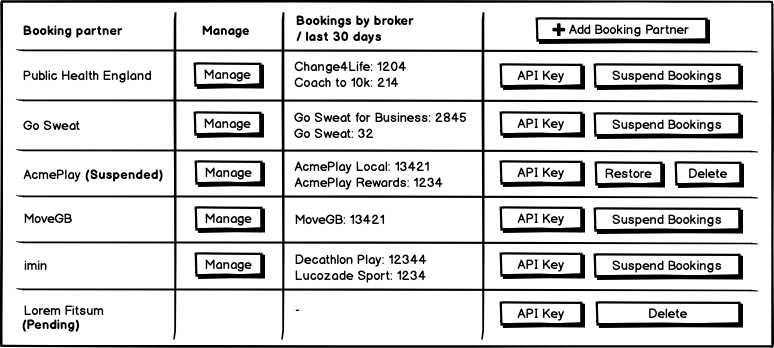 Booking partner
Manage
Bookings by broker
/ last 30 days
+ Add Booking Partner
Public Health England
Manage
Change4Life: 1204
Coach to 10k: 214
API Key
Suspend Bookings
Go Sweat
Manage
Go Sweat for Business: 2845
Go Sweat: 32
API Key
Suspend Bookings
AcmePlay (Suspended)
Manage
AcmePlay Local: 13421
AcmePlay Rewards: 1234
API Key
Restore
Delete
MoveGB
Manage
MoveGB: 13421
API Key
Suspend Bookings
imin
Manage
Decathlon Play: 12344
Lucozade Sport: 1234
API Key
Suspend Bookings
Lorem Fitsum
(Pending)
-
API Key
Delete